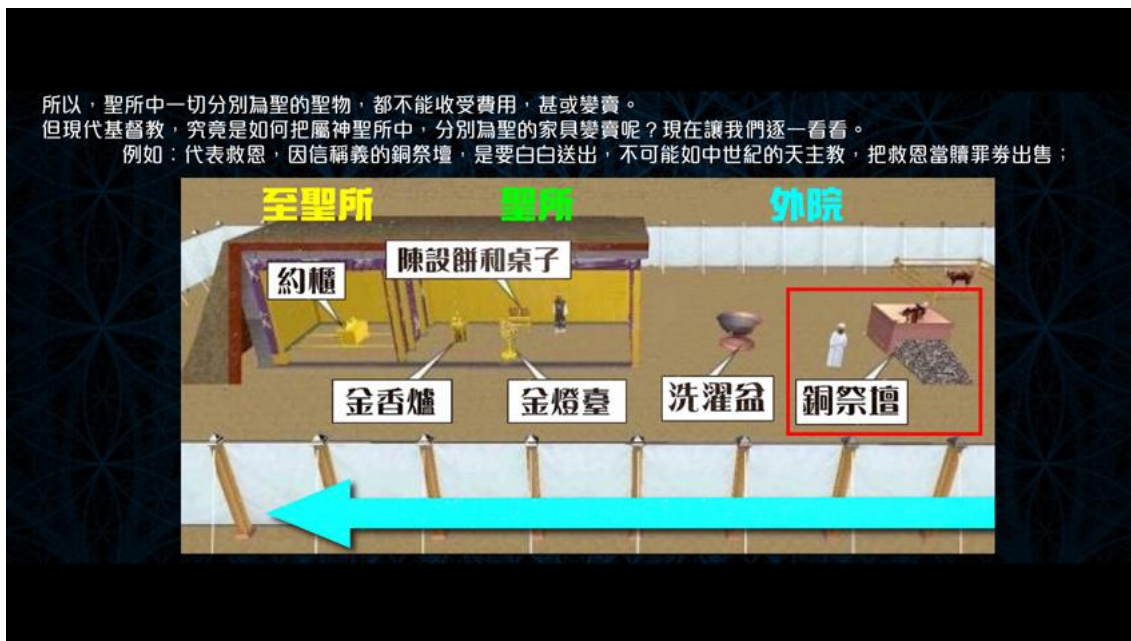 所以，聖所中一切分別為聖的聖物，都不能收受費用，甚或變賣。
但現代基督教，究竟是如何把屬神聖所中，分別為聖的家具變賣呢？現在讓我們逐一看看。
例如：代表救恩，因信稱義的銅祭壇，是要白白送出，不可能如中世紀的天主教，把救恩當贖罪券出售；
至聖所
聖所
外院
陳設餅和桌子
約櫃
金香爐
金燈臺
洗濯盆
銅祭壇